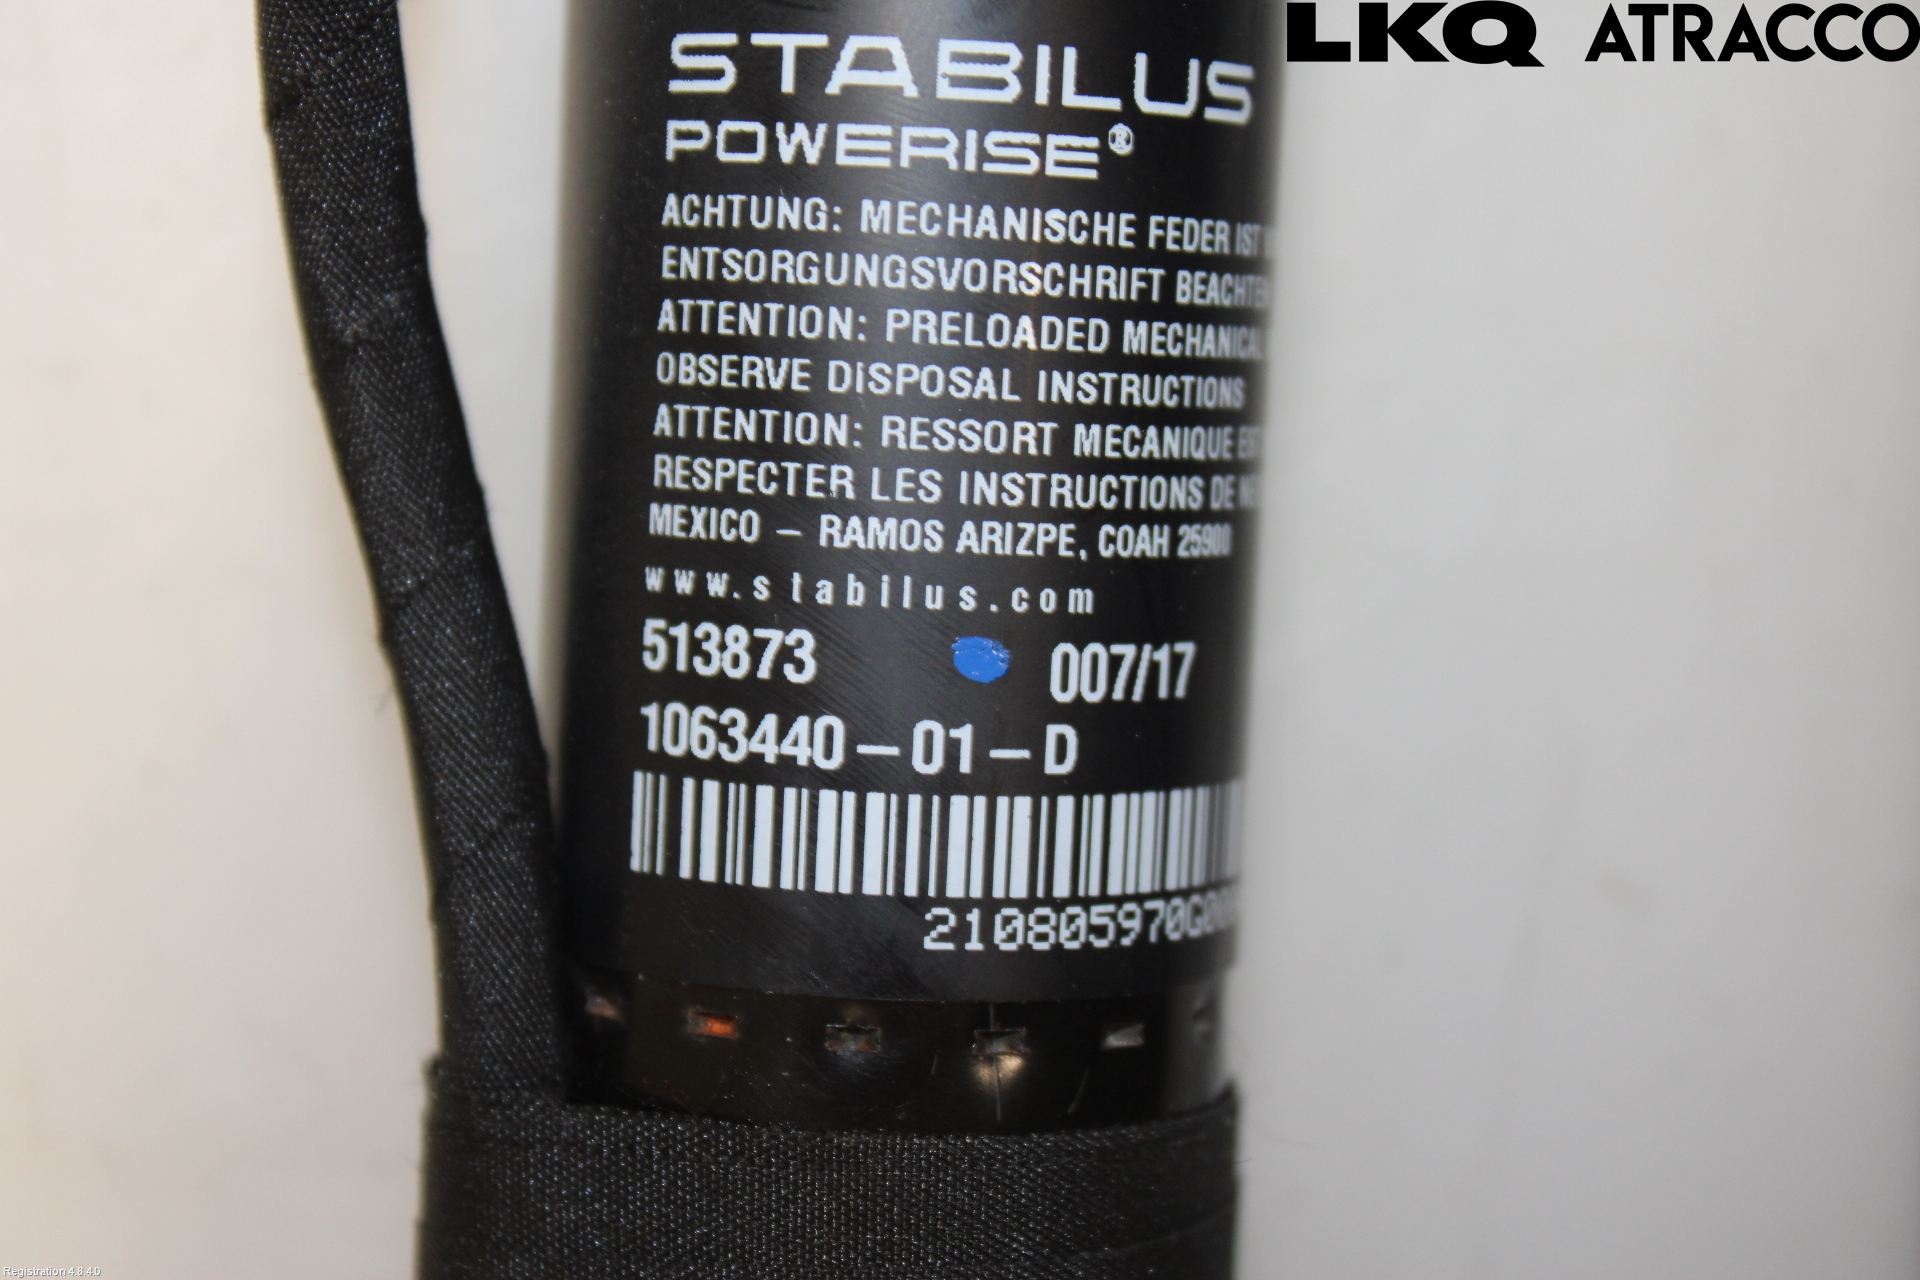 LKQ ATRACCO
STABILUS
POWERISE®
ACHTUNG: MECHANISCHE FEDER IST
ENTSORGUNGSVORSCHRIFT BEACHTEN
ATTENTION: PRELOADED MECHANICAL
OBSERVE DISPOSAL INSTRUCTIONS
ATTENTION: RESSORT MECANIQUE
RESPECTER LES INSTRUCTIONS DE
MEXICO – RAMOS ARIZPE, COAH 25900
www.stabilus.com
513873 007/17
1063440-01-D
210805970G00
Registration 4.8.4.0